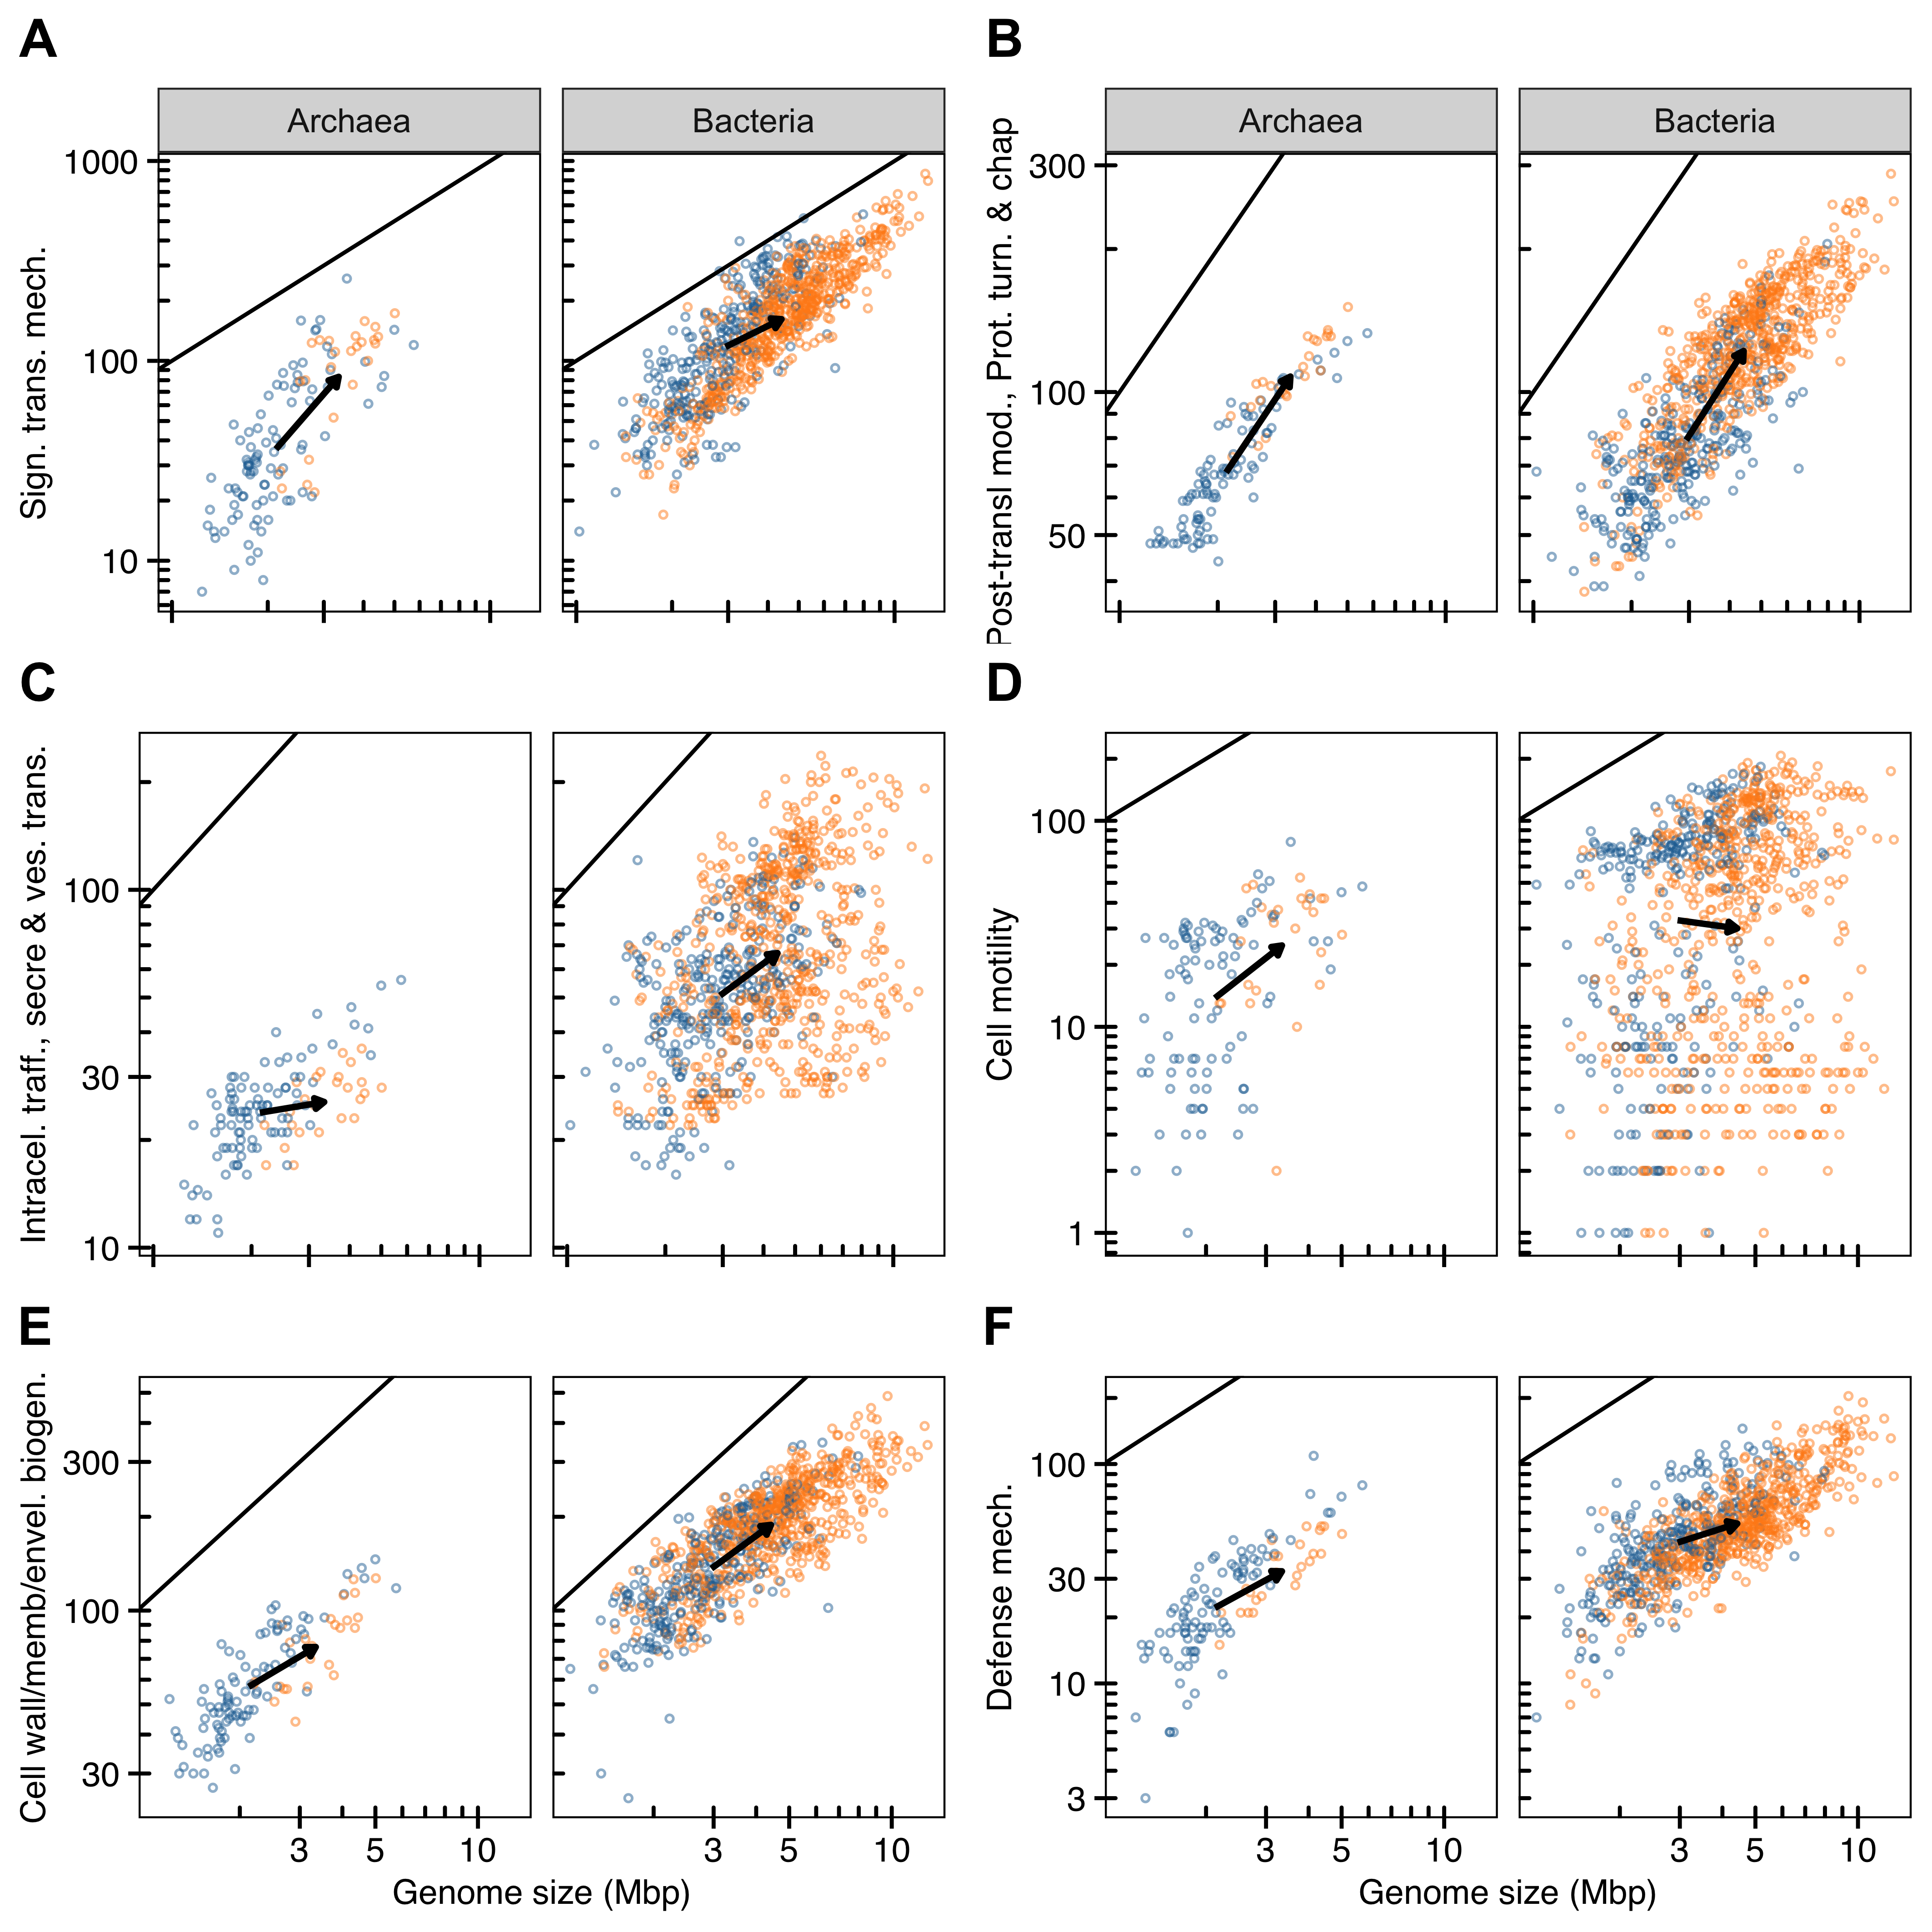 A
B
Archaea
Bacteria
Archaea
Bacteria
Sign. trans. mech.
1000
100
10
Post-transl mod., Prot. turn. & chap
300
100
50
C
D
Intracel. traff., secre & ves. trans.
100
30
10
Cell motility
100
10
1
E
F
Cell wall/memb/envel. biogen.
300
100
30
Defense mech.
100
30
10
3
3 5 10
3 5 10
3 5 10
3 5 10
Genome size (Mbp)
Genome size (Mbp)